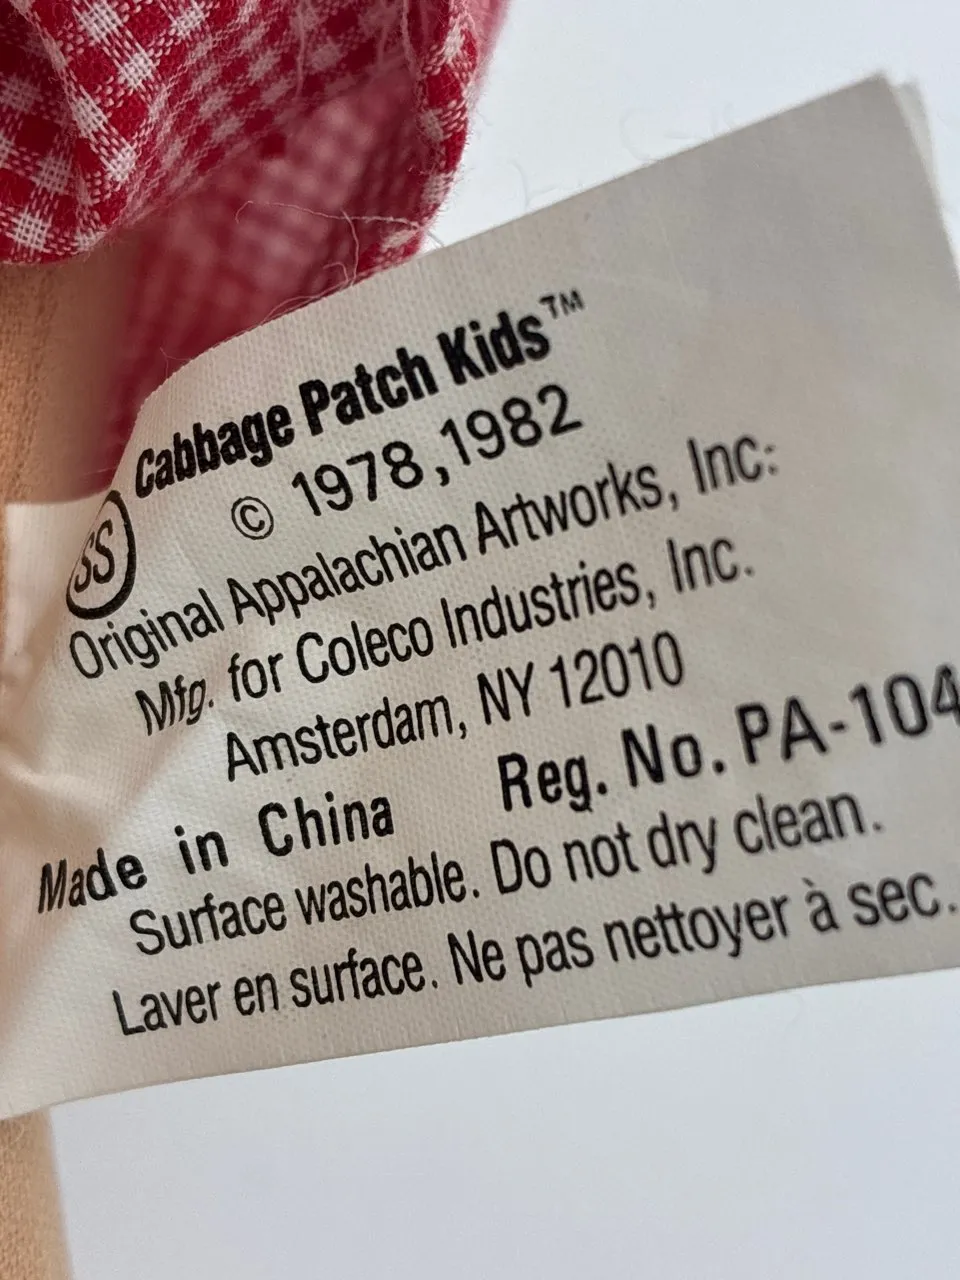 Cabbage Patch Kids™
© 1978, 1982
SS
Original Appalachian Artworks, Inc.
Mfg. for Coleco Industries, Inc.
Amsterdam, NY 12010
Made in China Reg. No. PA-104
Surface washable. Do not dry clean.
Laver en surface. Ne pas nettoyer à sec.